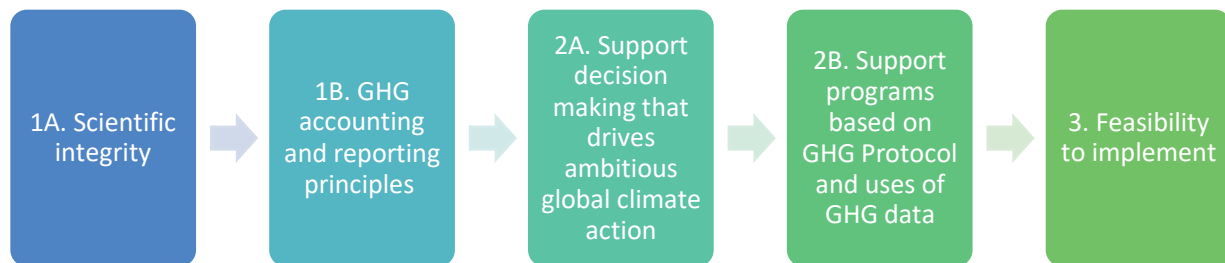 1A. Scientific
integrity
1B. GHG
accounting
and reporting
principles
2A. Support
decision
making that
drives
ambitious
global climate
action
2B. Support
programs
based on
GHG Protocol
and uses of
GHG data
3. Feasibility
to implement